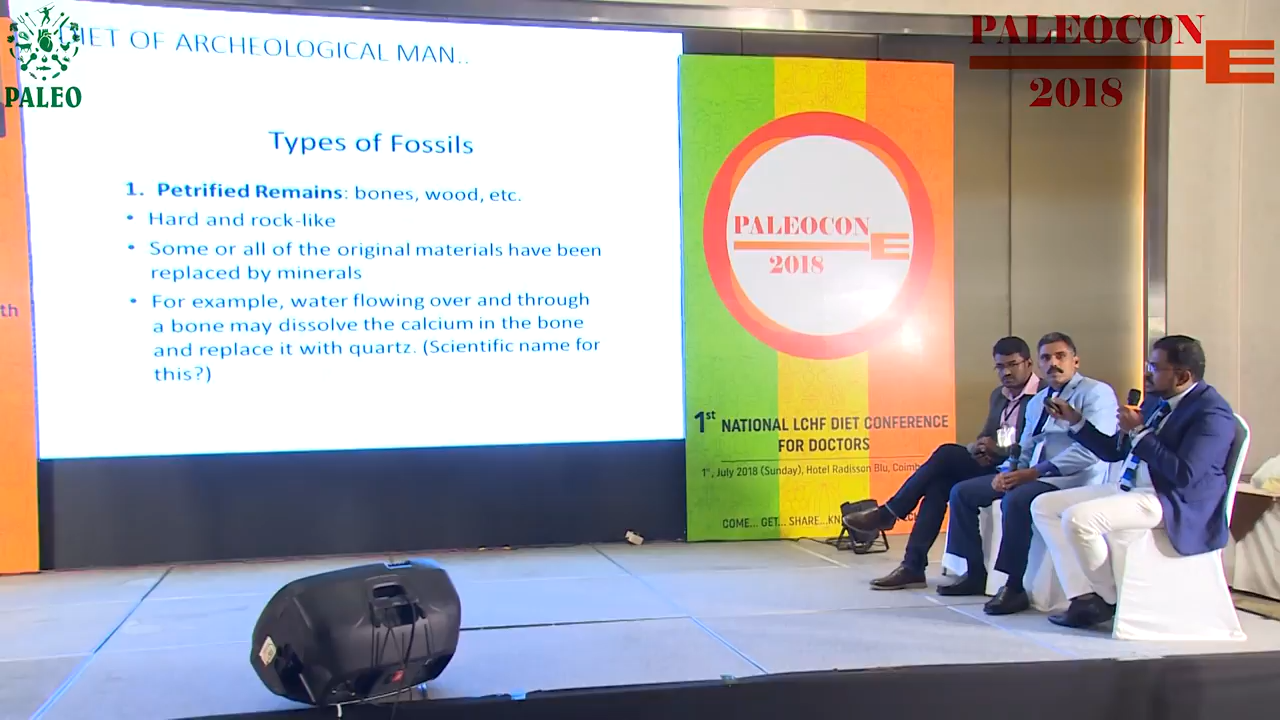 IET OF ARCHEOLOGICAL MAN..
PALEO
Types of Fossils
1. Petrified Remains: bones, wood, etc.
• Hard and rock-like
• Some or all of the original materials have been
replaced by minerals
• For example, water flowing over and through
a bone may dissolve the calcium in the bone
and replace it with quartz. (Scientific name for
this?)
th
PALEOCON
E
2018
PALEOCON
E
2018
1st NATIONAL LCHF DIET CONFERENCE
FOR DOCTORS
1st, July 2018 (Sunday), Hotel Radisson Blu, Coimb
COME... GET... SHARE...KN